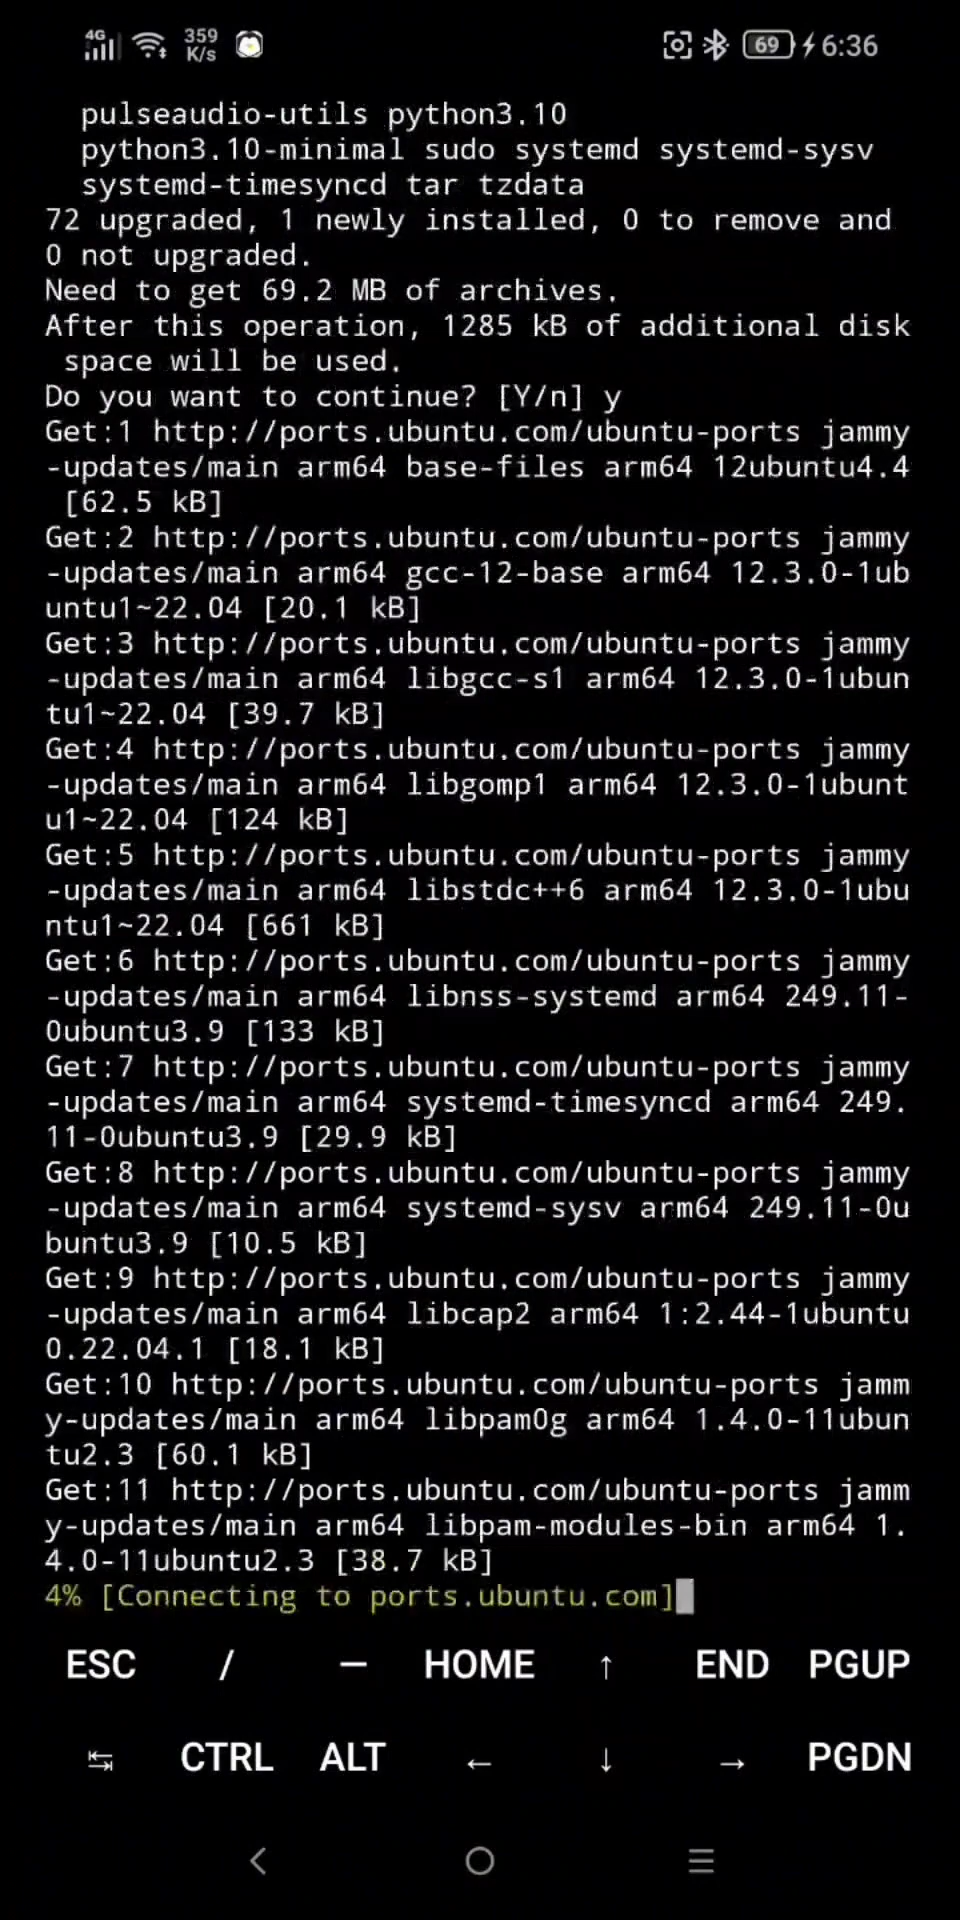 4G 359 K/s 69 6:36
pulseaudio-utils python3.10
python3.10-minimal sudo systemd systemd-sysv
systemd-timesyncd tar tzdata
72 upgraded, 1 newly installed, 0 to remove and
0 not upgraded.
Need to get 69.2 MB of archives.
After this operation, 1285 kB of additional disk
space will be used.
Do you want to continue? [Y/n] y
Get:1 http://ports.ubuntu.com/ubuntu-ports jammy
-updates/main arm64 base-files arm64 12ubuntu4.4
[62.5 kB]
Get:2 http://ports.ubuntu.com/ubuntu-ports jammy
-updates/main arm64 gcc-12-base arm64 12.3.0-1ub
untu1~22.04 [20.1 kB]
Get:3 http://ports.ubuntu.com/ubuntu-ports jammy
-updates/main arm64 libgcc-s1 arm64 12.3.0-1ubun
tu1~22.04 [39.7 kB]
Get:4 http://ports.ubuntu.com/ubuntu-ports jammy
-updates/main arm64 libgomp1 arm64 12.3.0-1ubunt
u1~22.04 [124 kB]
Get:5 http://ports.ubuntu.com/ubuntu-ports jammy
-updates/main arm64 libstdc++6 arm64 12.3.0-1ubu
ntu1~22.04 [661 kB]
Get:6 http://ports.ubuntu.com/ubuntu-ports jammy
-updates/main arm64 libnss-systemd arm64 249.11-
0ubuntu3.9 [133 kB]
Get:7 http://ports.ubuntu.com/ubuntu-ports jammy
-updates/main arm64 systemd-timesyncd arm64 249.
11-0ubuntu3.9 [29.9 kB]
Get:8 http://ports.ubuntu.com/ubuntu-ports jammy
-updates/main arm64 systemd-sysv arm64 249.11-0u
buntu3.9 [10.5 kB]
Get:9 http://ports.ubuntu.com/ubuntu-ports jammy
-updates/main arm64 libcap2 arm64 1:2.44-1ubuntu
0.22.04.1 [18.1 kB]
Get:10 http://ports.ubuntu.com/ubuntu-ports jamm
y-updates/main arm64 libpam0g arm64 1.4.0-11ubun
tu2.3 [60.1 kB]
Get:11 http://ports.ubuntu.com/ubuntu-ports jamm
y-updates/main arm64 libpam-modules-bin arm64 1.
4.0-11ubuntu2.3 [38.7 kB]
4% [Connecting to ports.ubuntu.com]
ESC / — HOME ↑ END PGUP
↹ CTRL ALT ← ↓ → PGDN